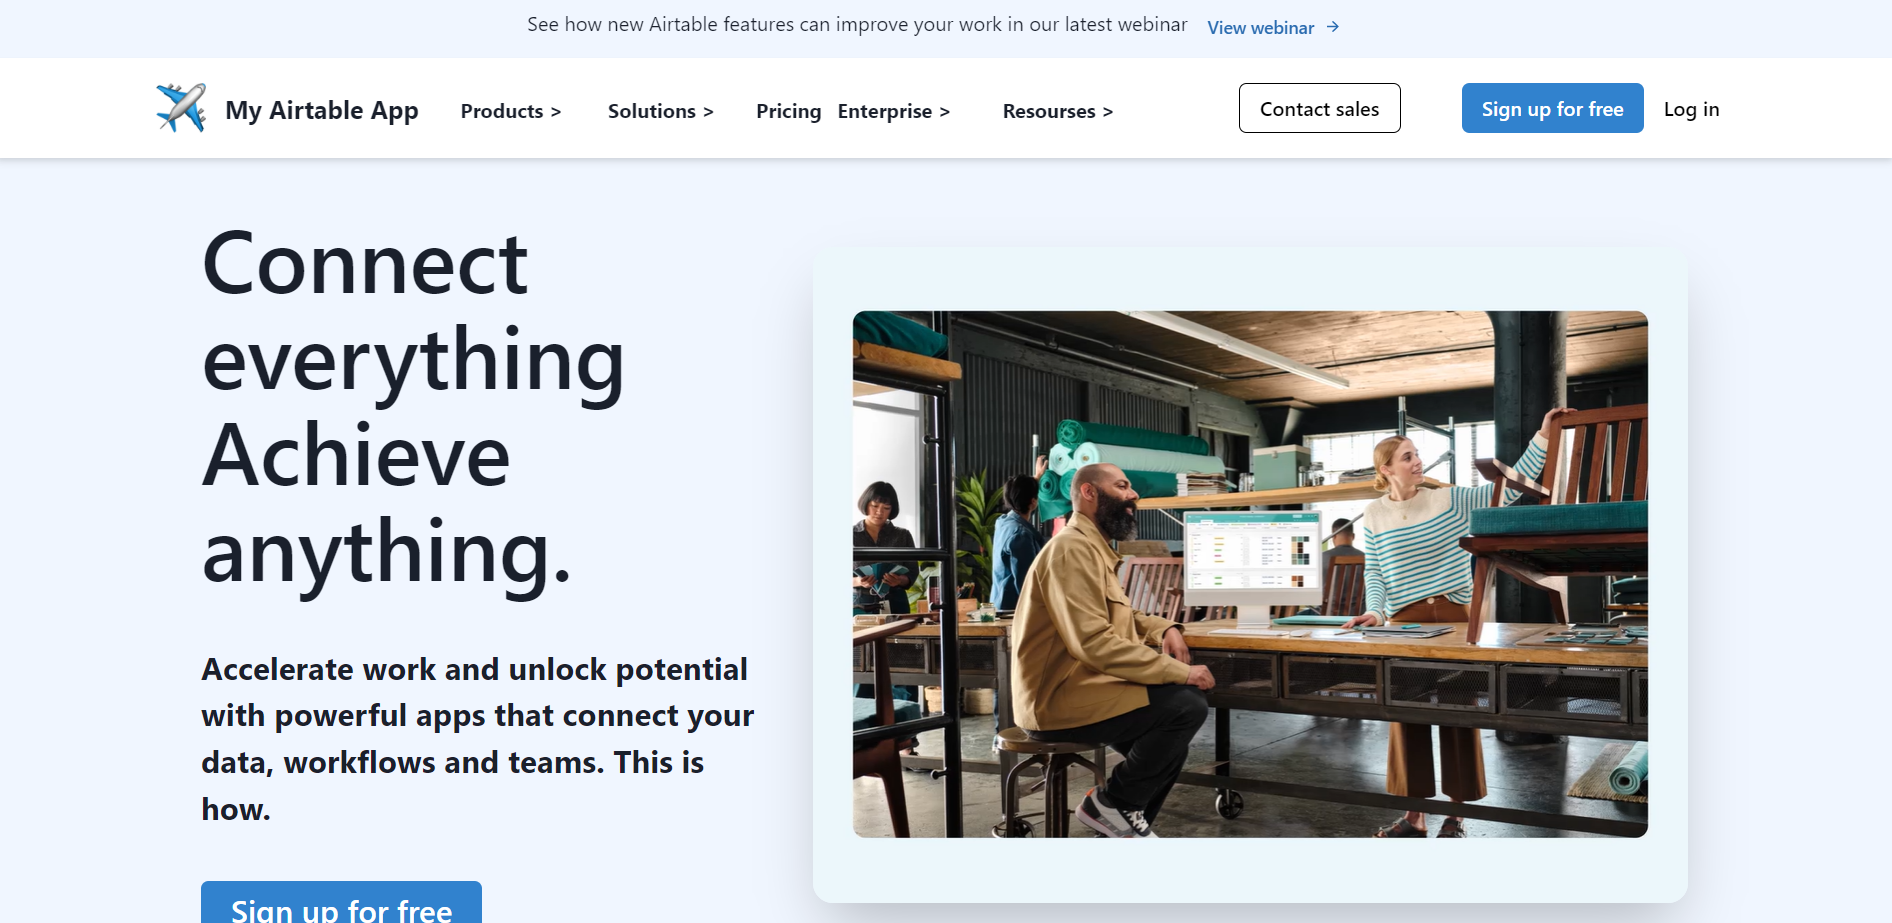 See how new Airtable features can improve your work in our latest webinar View webinar →
My Airtable App Products > Solutions > Pricing Enterprise > Resourses > Contact sales Sign up for free Log in
Connect
everything
Achieve
anything.
Accelerate work and unlock potential
with powerful apps that connect your
data, workflows and teams. This is
how.
Sign up for free